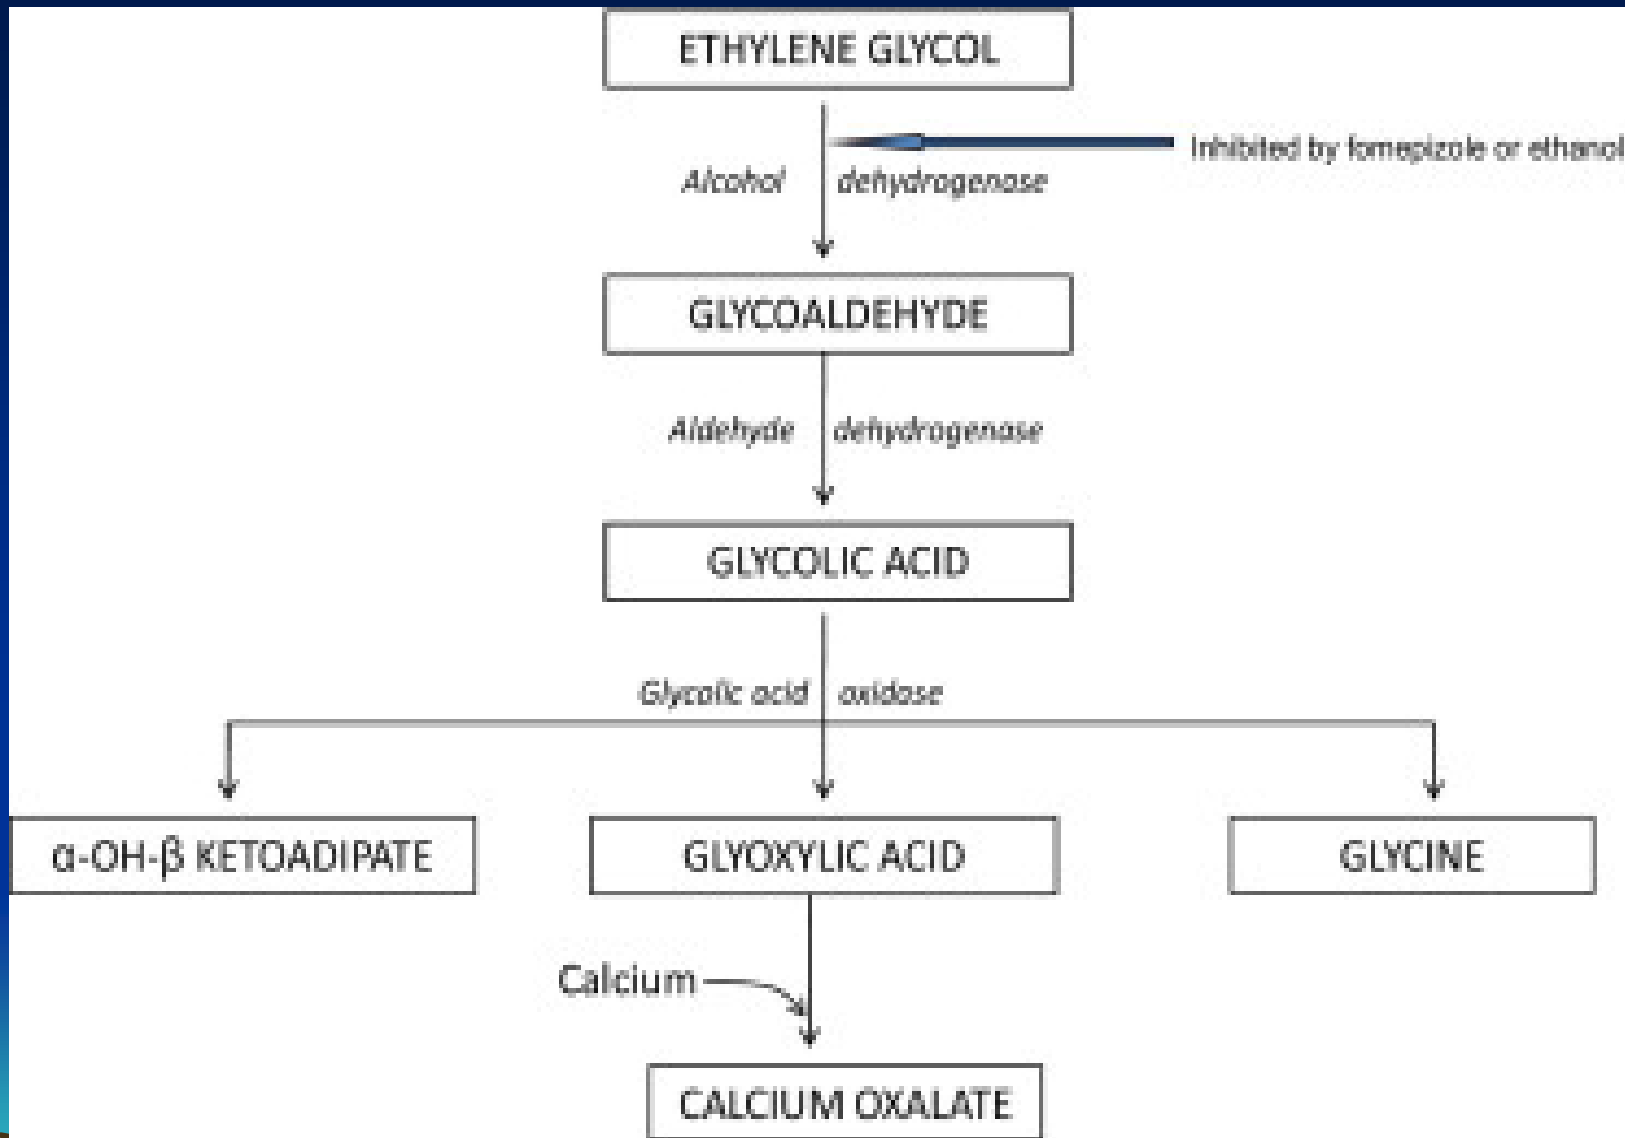 ETHYLENE GLYCOL
Inhibited by fomepizole or ethanol
Alcohol dehydrogenase
GLYCOALDEHYDE
Aldehyde dehydrogenase
GLYCOLIC ACID
Glycolic acid oxidase
α-OH-β KETOADIPATE
GLYOXYLIC ACID
GLYCINE
Calcium
CALCIUM OXALATE